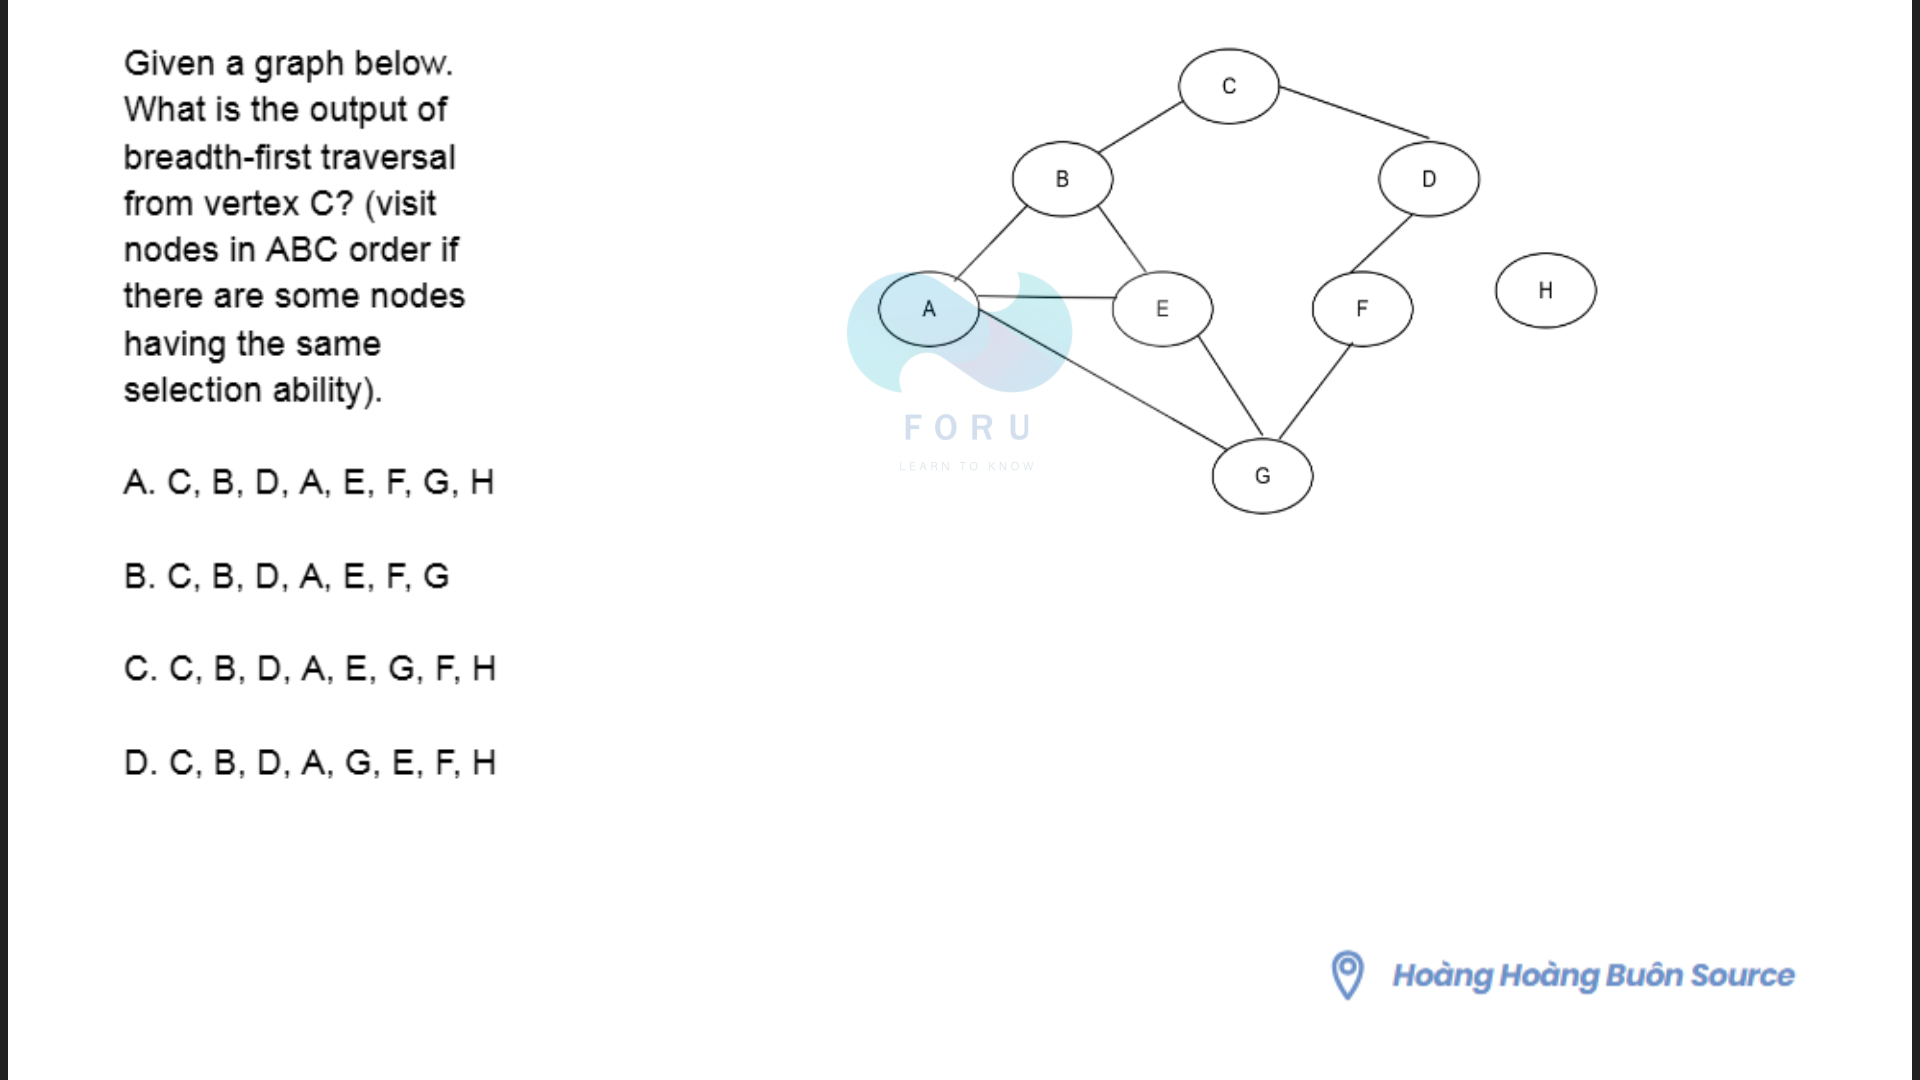 Given a graph below.
What is the output of
breadth-first traversal
from vertex C? (visit
nodes in ABC order if
there are some nodes
having the same
selection ability).
A. C, B, D, A, E, F, G, H
B. C, B, D, A, E, F, G
C. C, B, D, A, E, G, F, H
D. C, B, D, A, G, E, F, H
C
B
D
H
A
E
F
FORU
LEARN TO KNOW
G
Hoàng Hoàng Buôn Source